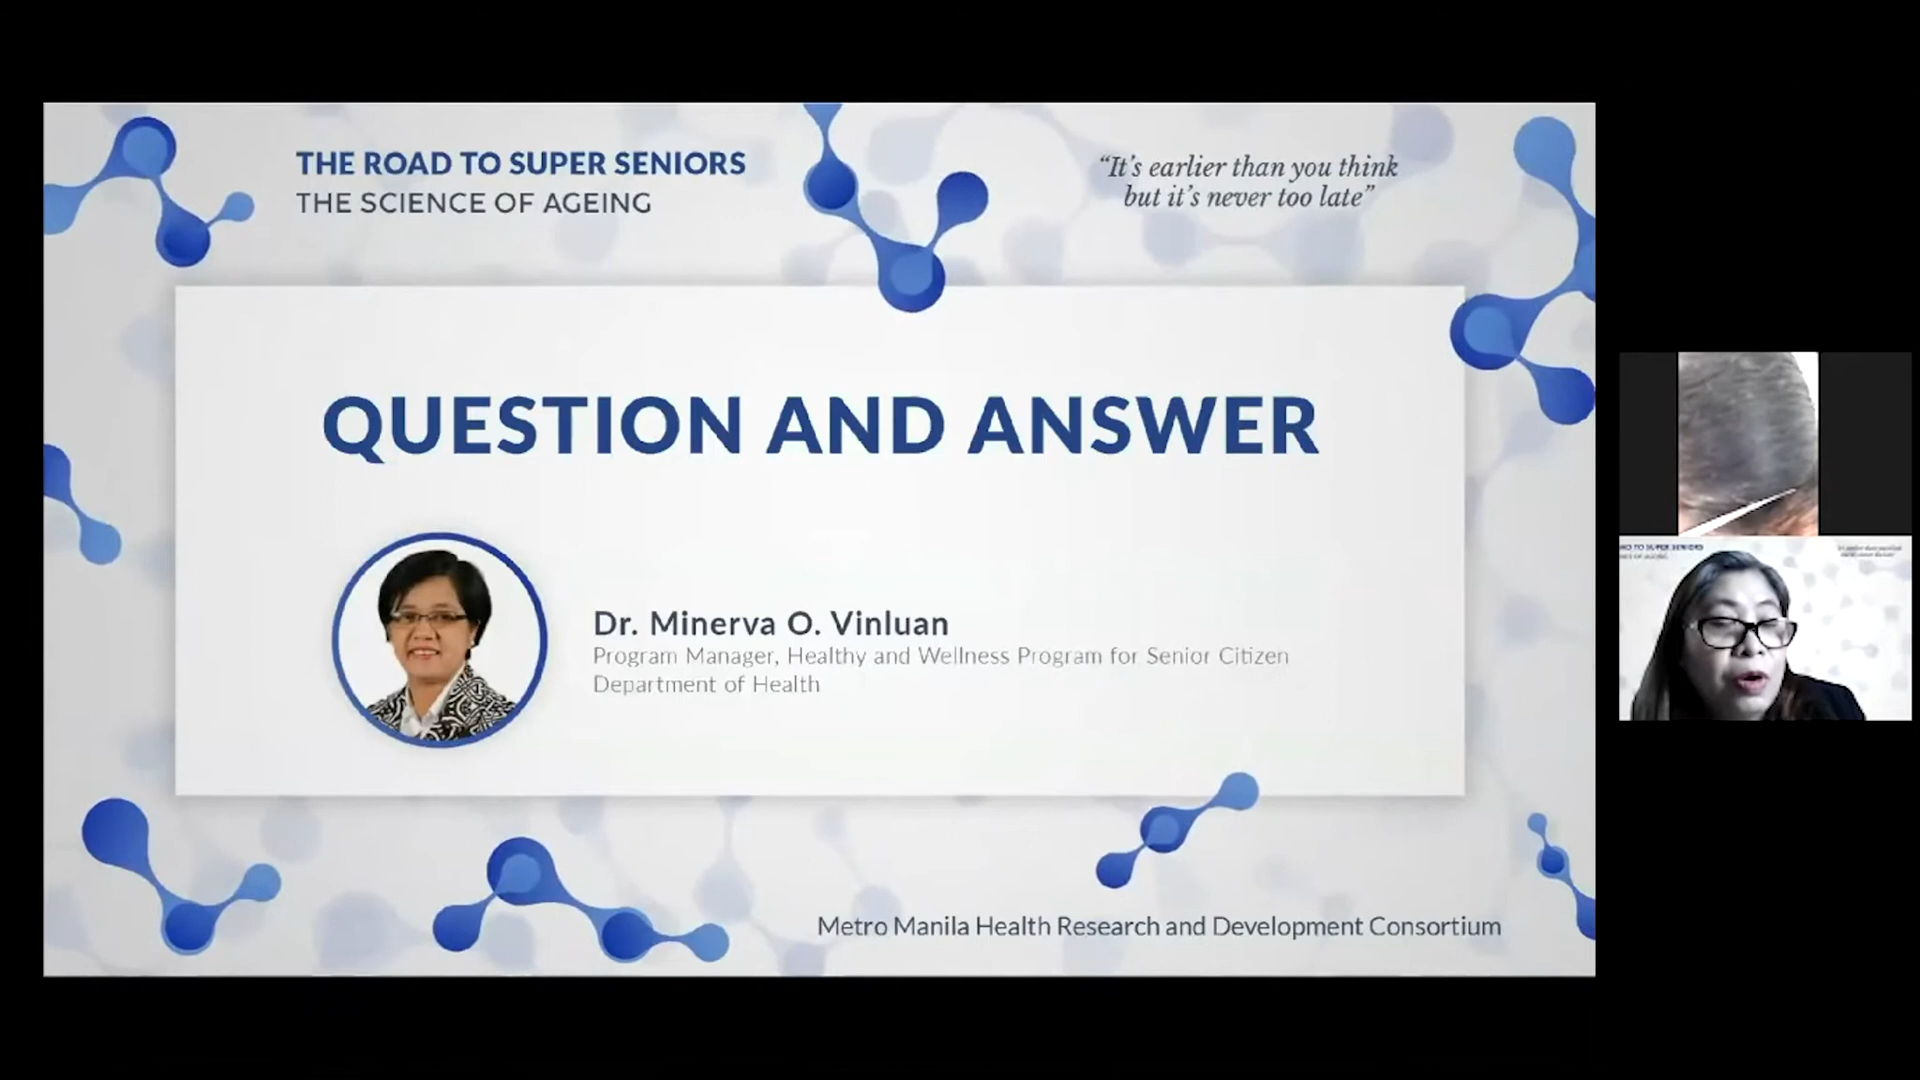 THE ROAD TO SUPER SENIORS
THE SCIENCE OF AGEING
“It’s earlier than you think
but it’s never too late”
QUESTION AND ANSWER
Dr. Minerva O. Vinluan
Program Manager, Healthy and Wellness Program for Senior Citizen
Department of Health
Metro Manila Health Research and Development Consortium